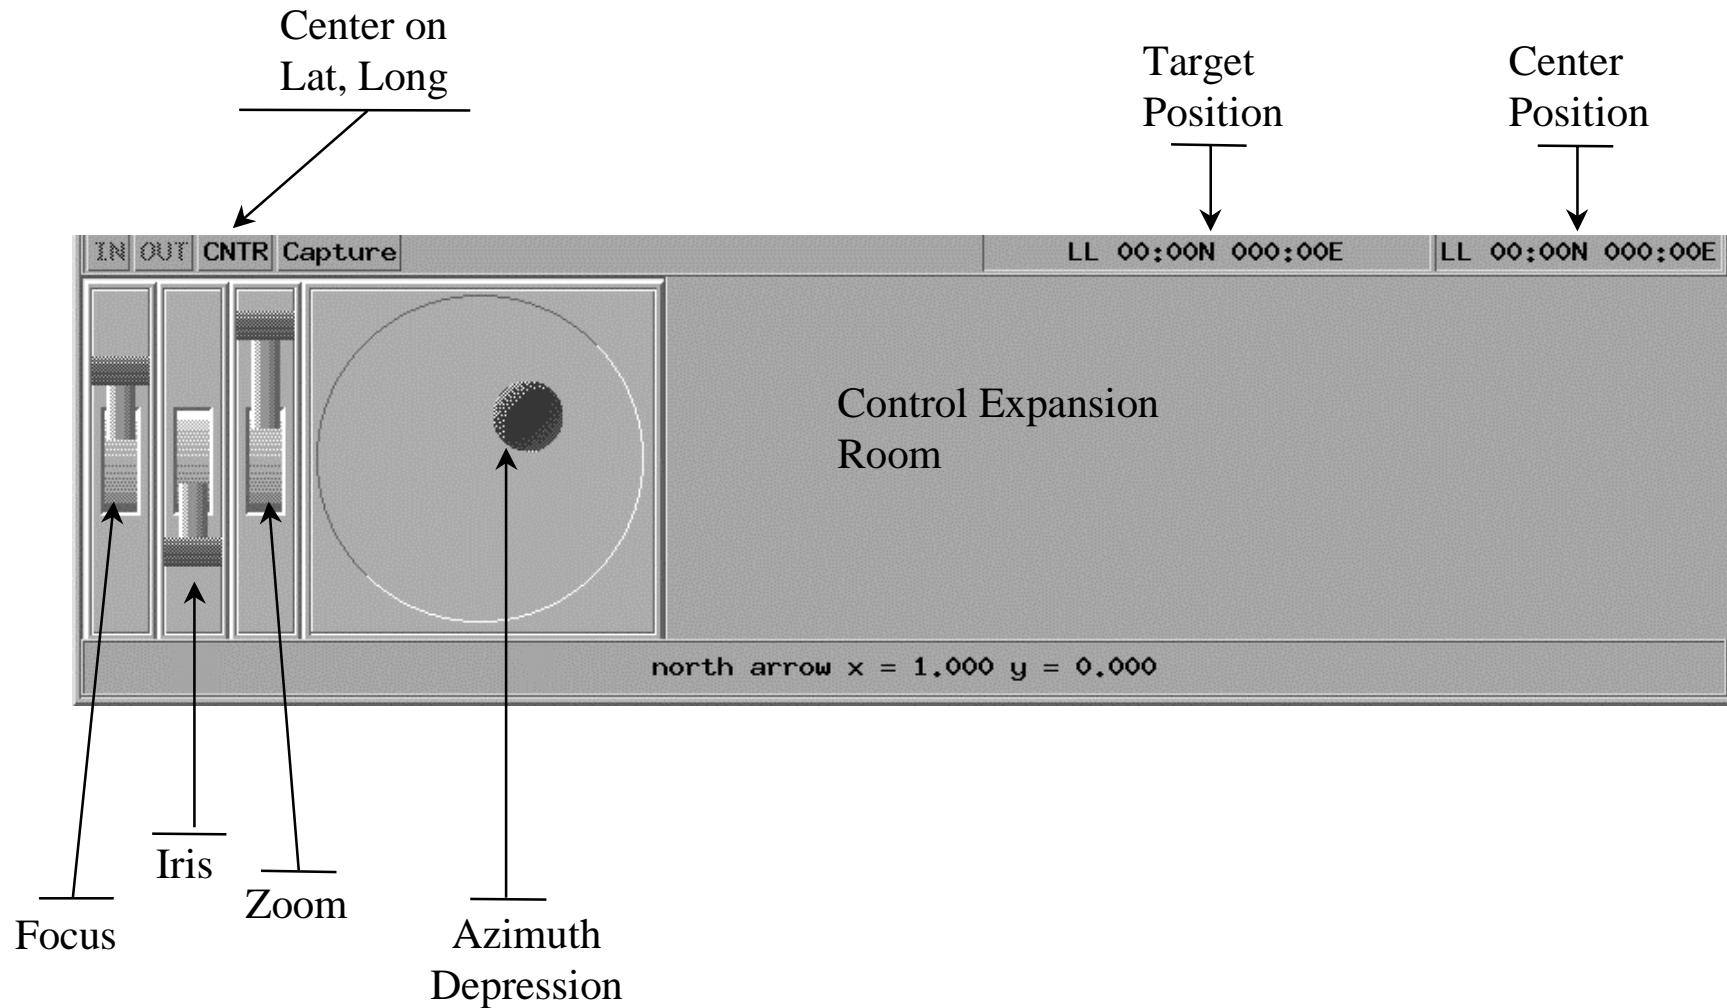 Center on
Lat, Long
Target
Position
Center
Position
IN OUT CNTR Capture
LL 00:00N 000:00E
LL 00:00N 000:00E
Control Expansion
Room
north arrow x = 1.000 y = 0.000
Iris
Zoom
Focus
Azimuth
Depression